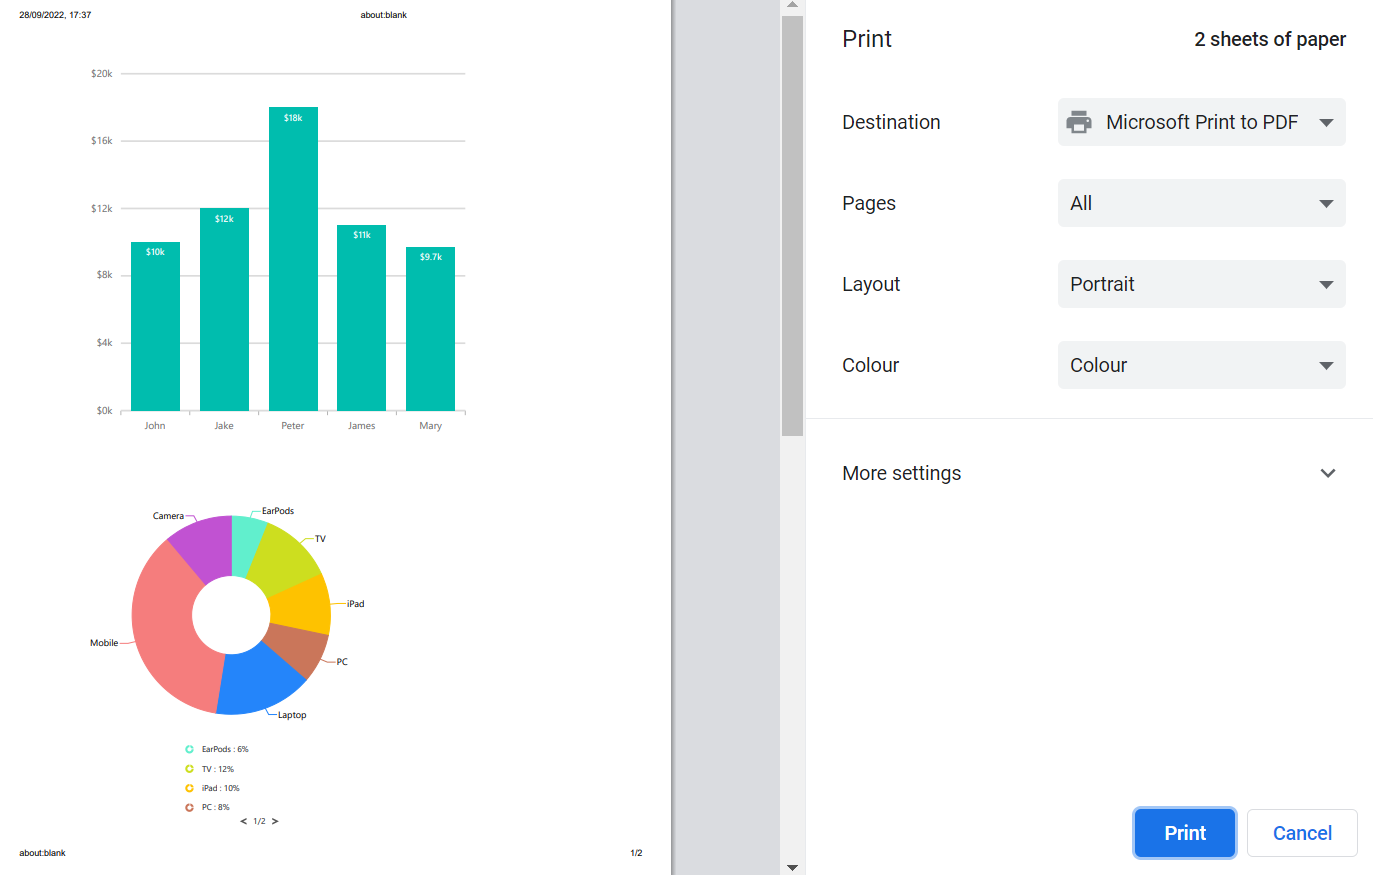 28/09/2022, 17:37
about:blank
$20k
$16k
$12k
$8k
$4k
$0k
$10k
$12k
$18k
$11k
$9.7k
John
Jake
Peter
James
Mary
Camera
EarPods
TV
iPad
PC
Laptop
Mobile
EarPods : 6%
TV : 12%
iPad : 10%
PC : 8%
< 1/2 >
about:blank
1/2
Print
2 sheets of paper
Destination
Microsoft Print to PDF
Pages
All
Layout
Portrait
Colour
Colour
More settings
Print
Cancel